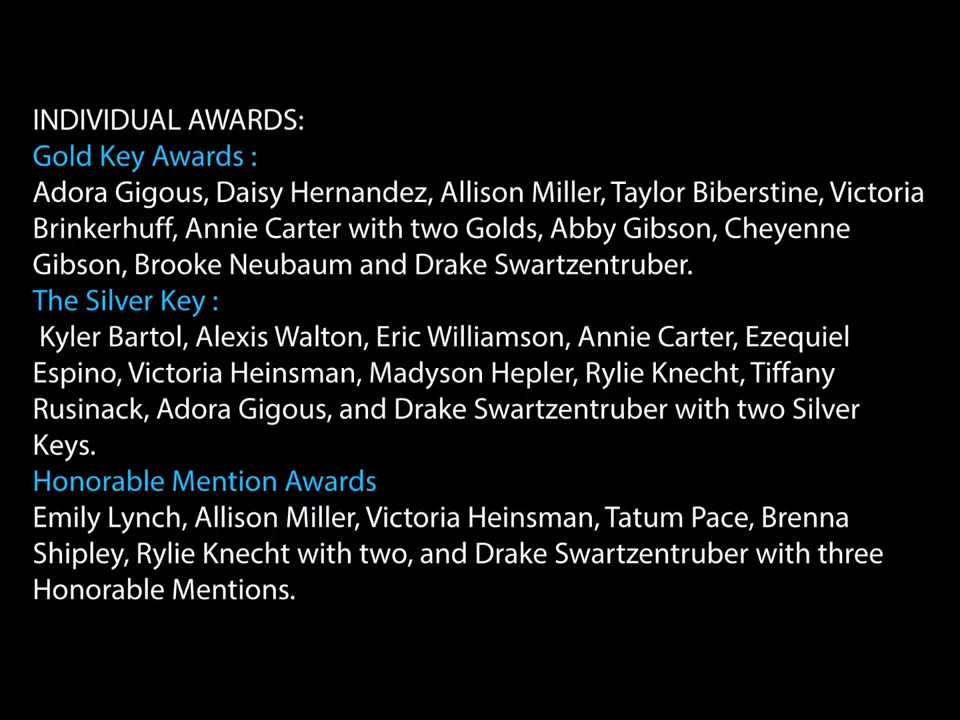 INDIVIDUAL AWARDS:
Gold Key Awards :
Adora Gigous, Daisy Hernandez, Allison Miller, Taylor Biberstine, Victoria
Brinkerhuff, Annie Carter with two Golds, Abby Gibson, Cheyenne
Gibson, Brooke Neubaum and Drake Swartzentruber.
The Silver Key :
Kyler Bartol, Alexis Walton, Eric Williamson, Annie Carter, Ezequiel
Espino, Victoria Heinsman, Madyson Hepler, Rylie Knecht, Tiffany
Rusinack, Adora Gigous, and Drake Swartzentruber with two Silver
Keys.
Honorable Mention Awards
Emily Lynch, Allison Miller, Victoria Heinsman, Tatum Pace, Brenna
Shipley, Rylie Knecht with two, and Drake Swartzentruber with three
Honorable Mentions.